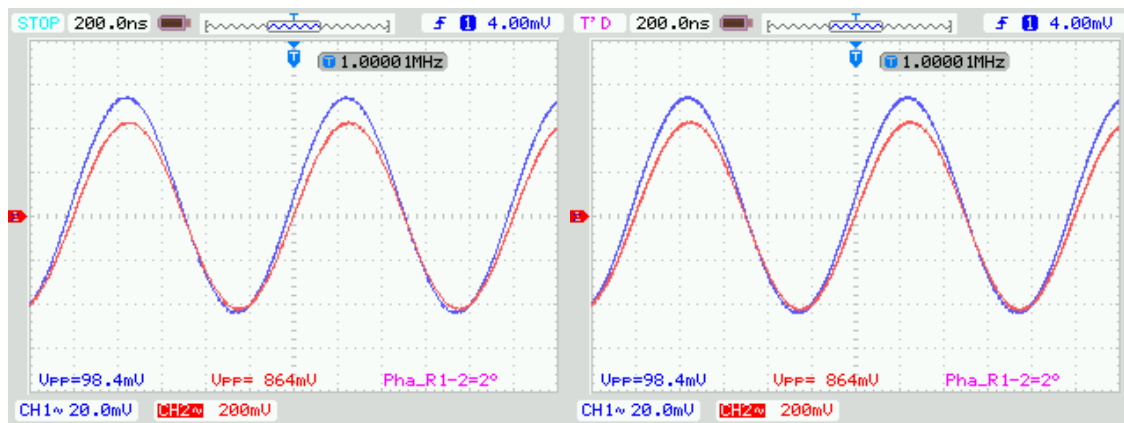 STOP 200.0ns T ƒ 1 4.00mV
T 1.00001MHz
T
Vpp=98.4mV Vpp= 864mV Pha_R1-2=2°
CH1~ 20.0mV CH2~ 200mV
T'D 200.0ns T ƒ 1 4.00mV
T 1.00001MHz
T
Vpp=98.4mV Vpp= 864mV Pha_R1-2=2°
CH1~ 20.0mV CH2~ 200mV